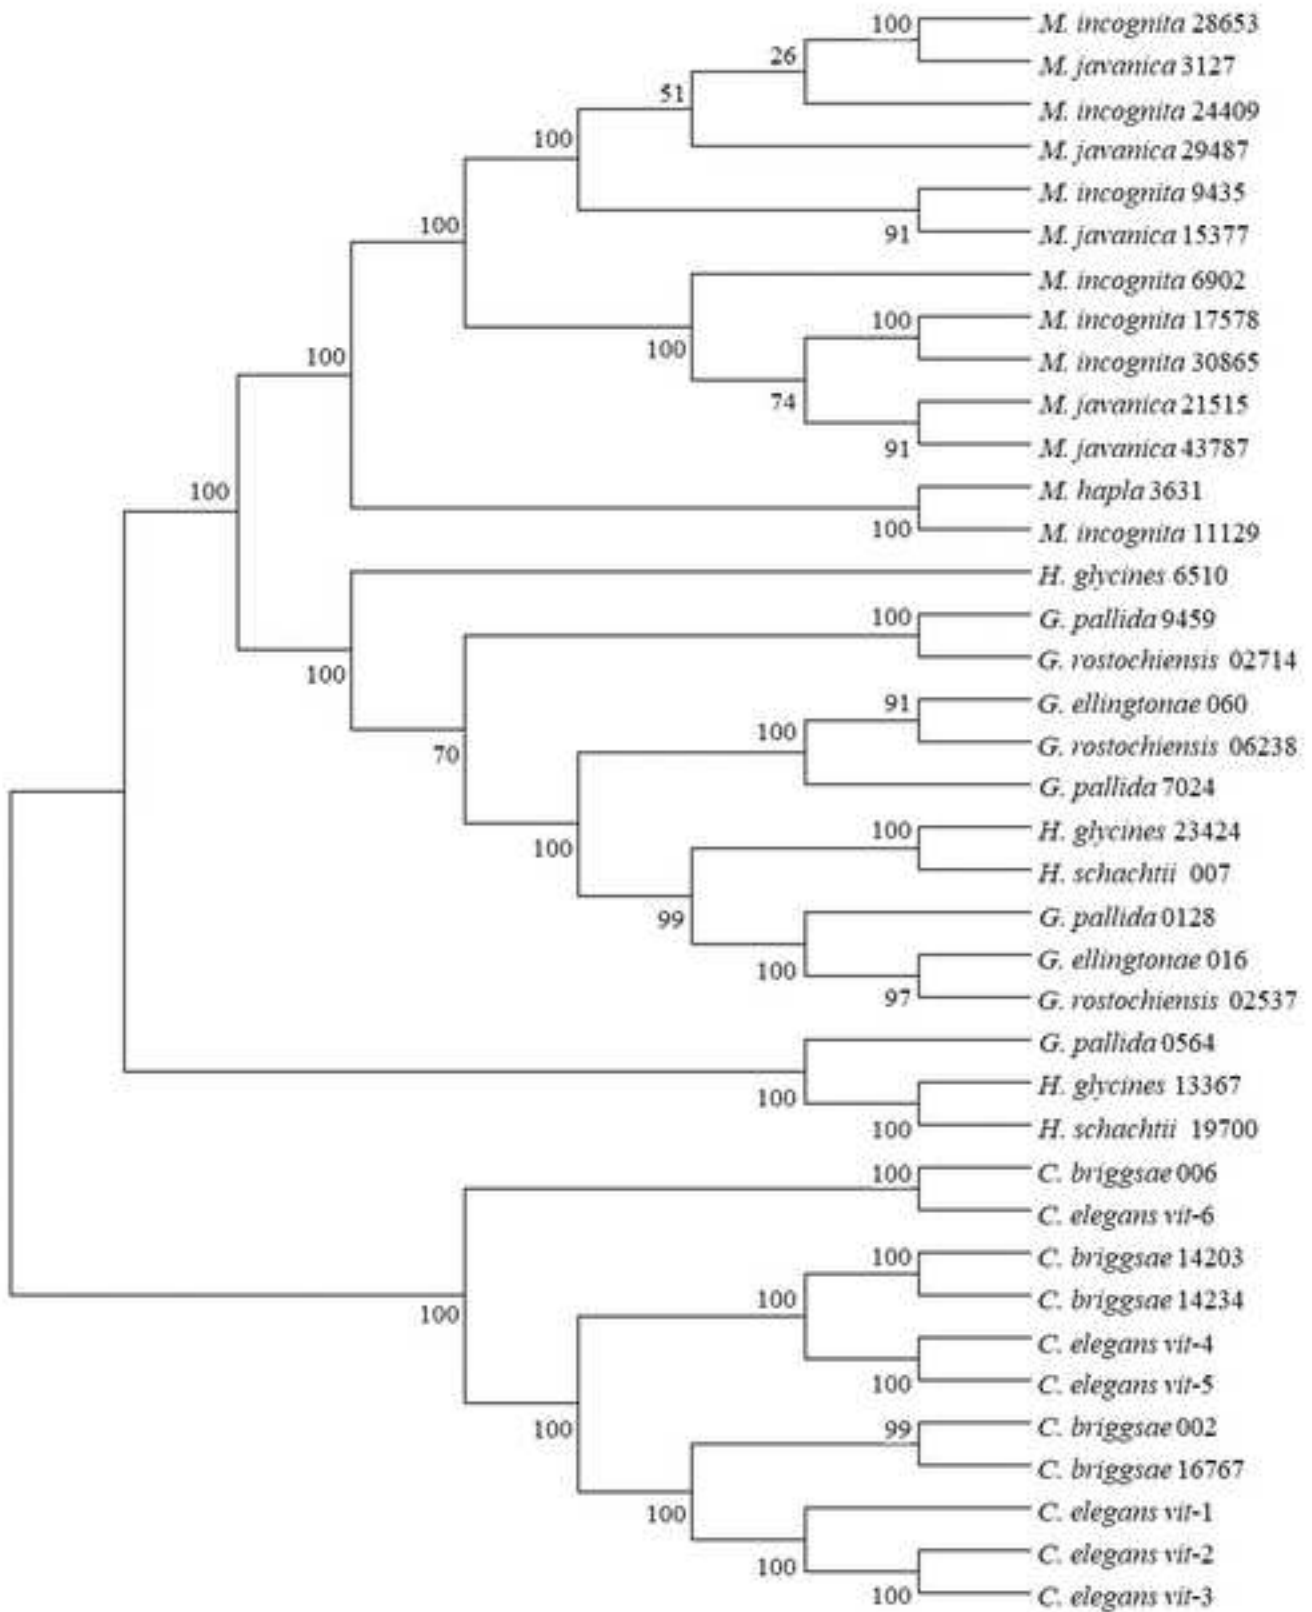 100
M. incognita 28653
26
M. javanica 3127
51
M. incognita 24409
100
M. javanica 29487
M. incognita 9435
100
91
M. javanica 15377
M. incognita 6902
100
M. incognita 17578
100
100
M. incognita 30865
74
M. javanica 21515
91
M. javanica 43787
100
M. hapla 3631
100
M. incognita 11129
H. glycines 6510
100
G. pallida 9459
100
G. rostochiensis 02714
91
G. ellingtonae 060
70
100
G. rostochiensis 06238
G. pallida 7024
100
100
H. glycines 23424
H. schachtii 007
99
G. pallida 0128
100
G. ellingtonae 016
97
G. rostochiensis 02537
G. pallida 0564
100
H. glycines 13367
100
H. schachtii 19700
100
C. briggsae 006
C. elegans vit-6
100
C. briggsae 14203
100
100
C. briggsae 14234
C. elegans vit-4
100
C. elegans vit-5
100
99
C. briggsae 002
C. briggsae 16767
100
C. elegans vit-1
100
C. elegans vit-2
100
C. elegans vit-3